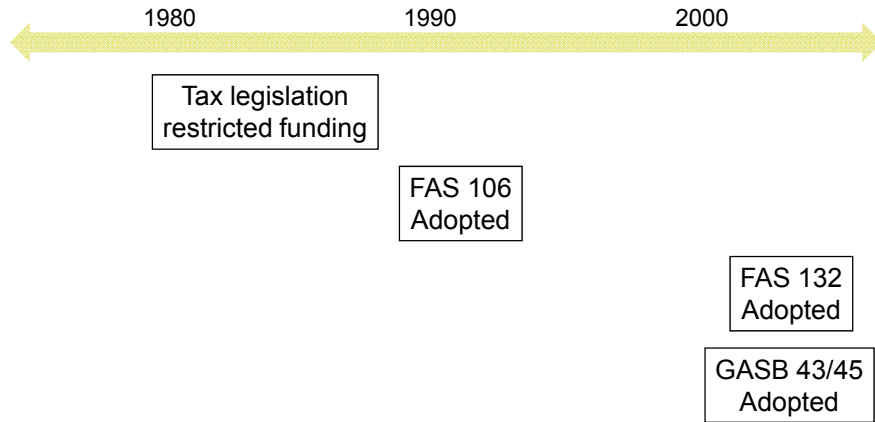 1980 1990 2000
Tax legislation
restricted funding
FAS 106
Adopted
FAS 132
Adopted
GASB 43/45
Adopted